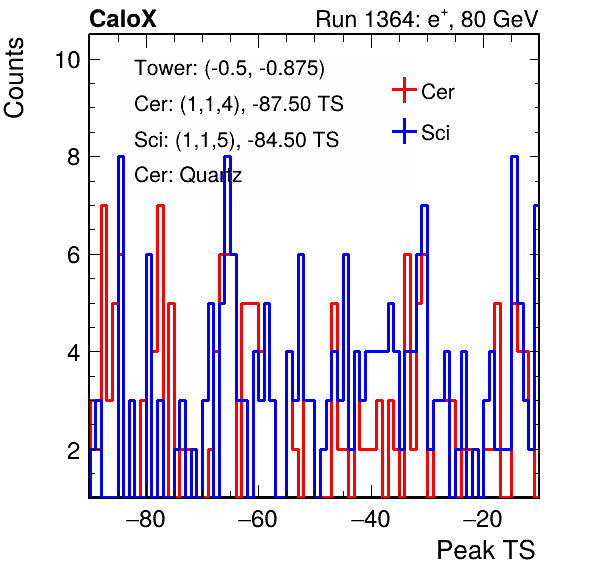 CaloX Run 1364: e+, 80 GeV
Counts
10
8
6
4
2
Tower: (-0.5, -0.875)
Cer: (1,1,4), -87.50 TS
Sci: (1,1,5), -84.50 TS
Cer: Quartz
Cer
Sci
−80 −60 −40 −20
Peak TS